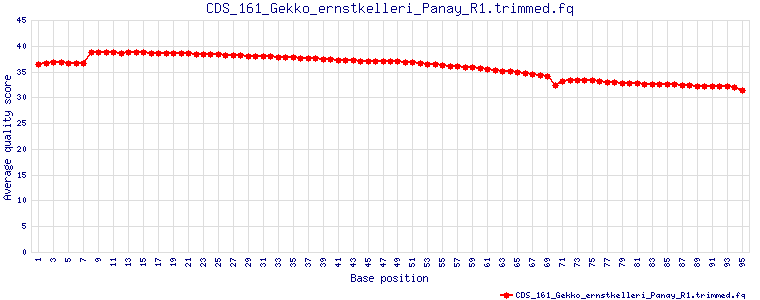 CDS_161_Gekko_ernstkelleri_Panay_R1.trimmed.fq
Average quality score
45
40
35
30
25
20
15
10
5
0
1 3 5 7 9 11 13 15 17 19 21 23 25 27 29 31 33 35 37 39 41 43 45 47 49 51 53 55 57 59 61 63 65 67 69 71 73 75 77 79 81 83 85 87 89 91 93 95
Base position
CDS_161_Gekko_ernstkelleri_Panay_R1.trimmed.fq